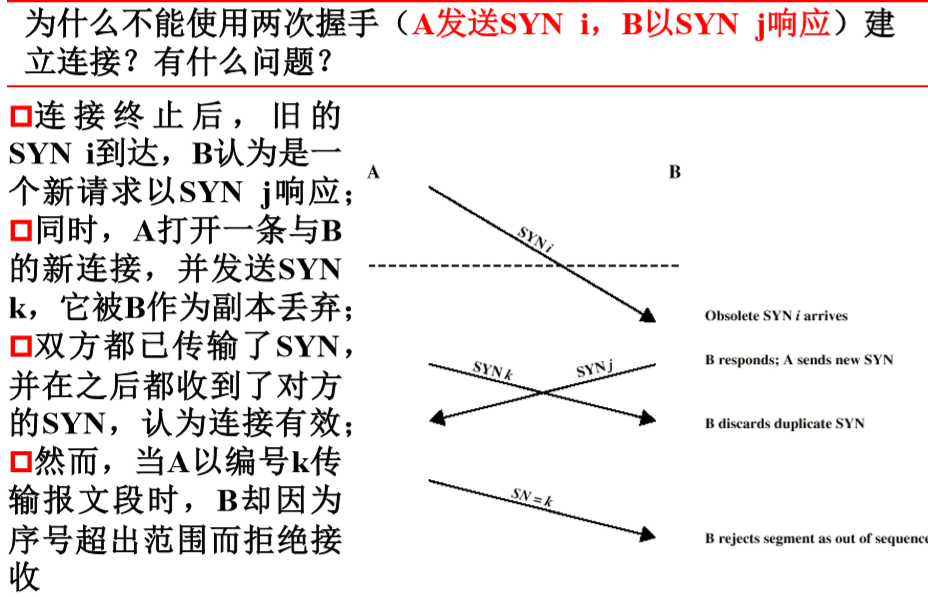 为什么不能使用两次握手（A发送SYN i，B以SYN j响应）建
立连接？有什么问题？
连接终止后，旧的
SYN i到达，B认为是一
个新请求以SYN j响应；
同时，A打开一条与B
的新连接，并发送SYN
k，它被B作为副本丢弃；
双方都已传输了SYN，
并在之后都收到了对方
的SYN，认为连接有效；
然而，当A以编号k传
输报文段时，B却因为
序号超出范围而拒绝接
收
A
B
SYN i
Obsolete SYN i arrives
SYN k
SYN j
B responds; A sends new SYN
B discards duplicate SYN
SN = k
B rejects segment as out of sequence